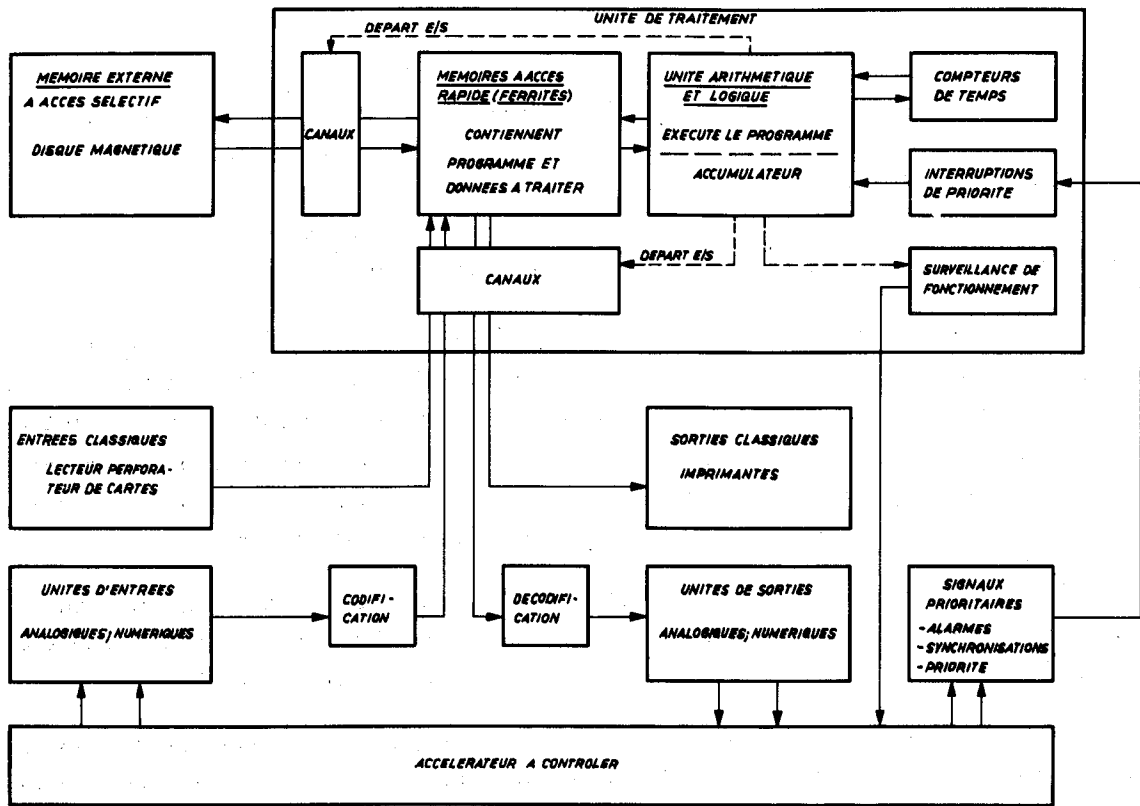 UNITE DE TRAITEMENT
DEPART E/S
MEMOIRE EXTERNE
A ACCES SELECTIF
DISQUE MAGNETIQUE
CANAUX
MEMOIRES A ACCES
RAPIDE (FERRITES)
CONTIENNENT
PROGRAMME ET
DONNEES A TRAITER
UNITE ARITHMETIQUE
ET LOGIQUE
EXECUTE LE PROGRAMME
ACCUMULATEUR
COMPTEURS
DE TEMPS
INTERRUPTIONS
DE PRIORITE
DEPART E/S
CANAUX
SURVEILLANCE DE
FONCTIONNEMENT
ENTREES CLASSIQUES
LECTEUR PERFORA-
TEUR DE CARTES
SORTIES CLASSIQUES
IMPRIMANTES
UNITES D'ENTREES
ANALOGIQUES; NUMERIQUES
CODIFI-
CATION
DECODIFI-
CATION
UNITES DE SORTIES
ANALOGIQUES; NUMERIQUES
SIGNAUX
PRIORITAIRES
- ALARMES
- SYNCHRONISATIONS
- PRIORITE
ACCELERATEUR A CONTROLER